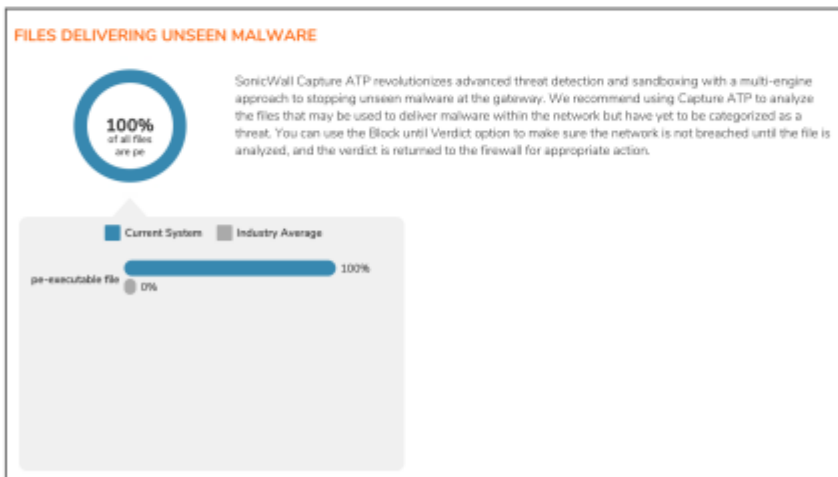 FILES DELIVERING UNSEEN MALWARE
100%
of all files
are pe
SonicWall Capture ATP revolutionizes advanced threat detection and sandboxing with a multi-engine
approach to stopping unseen malware at the gateway. We recommend using Capture ATP to analyze
the files that may be used to deliver malware within the network but have yet to be categorized as a
threat. You can use the Block until Verdict option to make sure the network is not breached until the file is
analyzed, and the verdict is returned to the firewall for appropriate action.
Current System Industry Average
pe-executable file
100%
0%